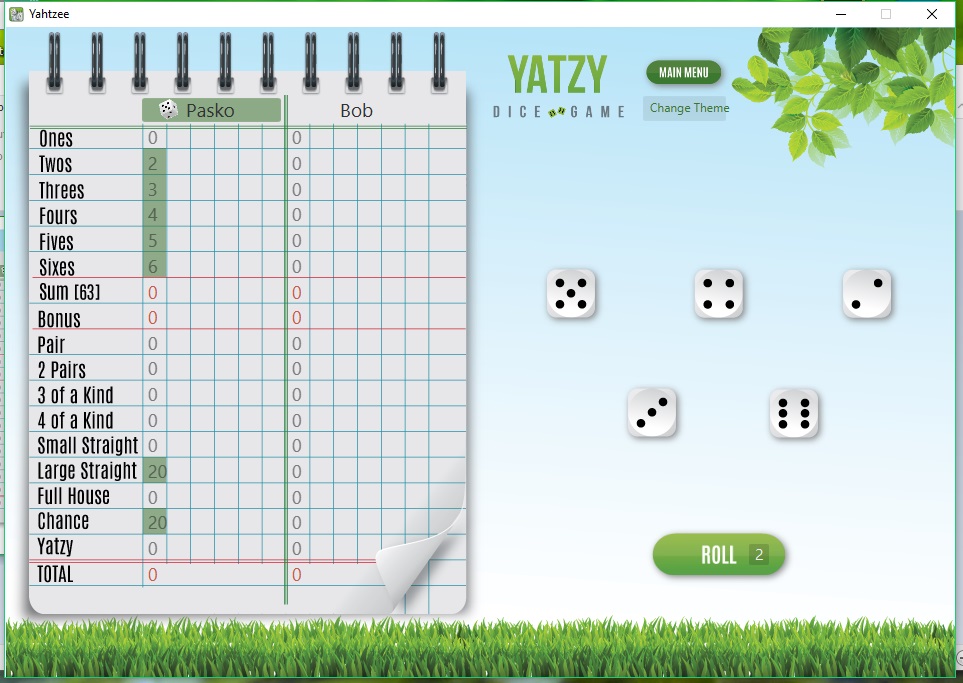 Yahtzee
YATZY
DICE GAME
MAIN MENU
Change Theme
Pasko Bob
Ones 0 0
Twos 2 0
Threes 3 0
Fours 4 0
Fives 5 0
Sixes 6 0
Sum [63] 0 0
Bonus 0 0
Pair 0 0
2 Pairs 0 0
3 of a Kind 0 0
4 of a Kind 0 0
Small Straight 0 0
Large Straight 20 0
Full House 0 0
Chance 20 0
Yatzy 0 0
TOTAL 0 0
ROLL 2